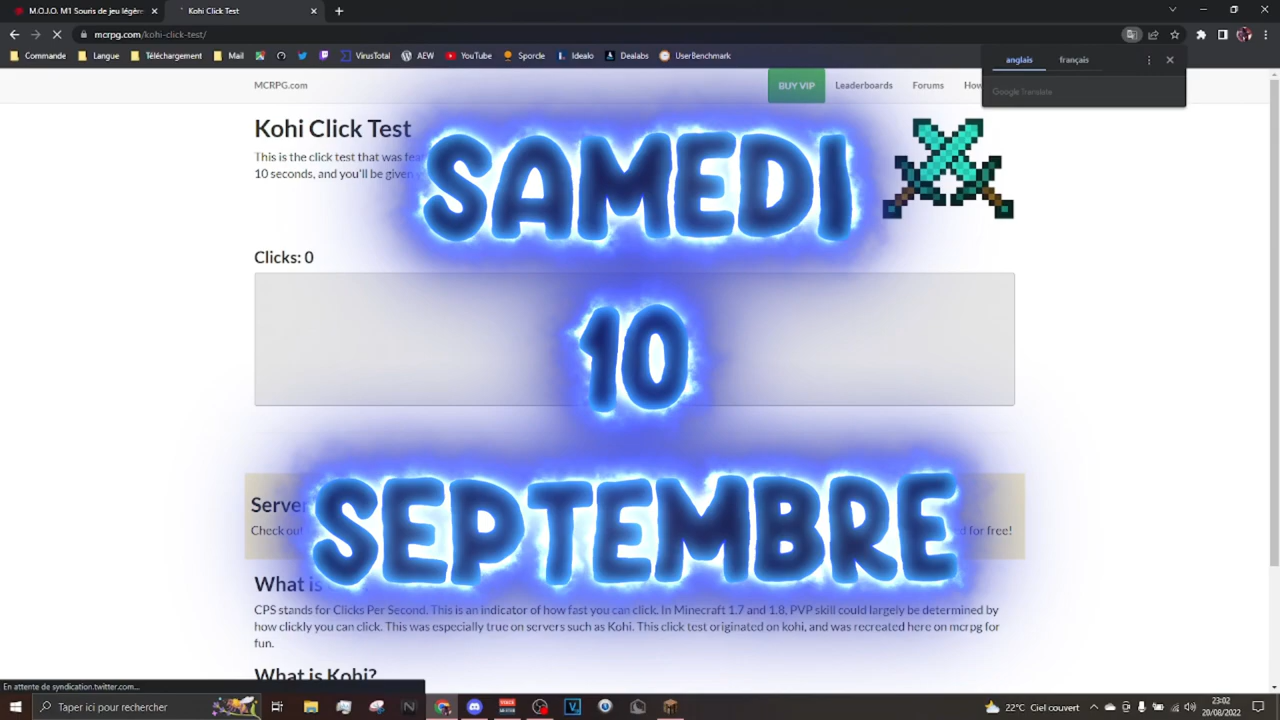 M.O.J.O. M1 Souris de jeu légère
Kohi Click Test
mcrpg.com/kohi-click-test/
Commande Langue Téléchargement Mail VirusTotal AEW YouTube Sporcle Idealo Dealabs UserBenchmark
anglais français
Google Translate
MCRPG.com BUY VIP Leaderboards Forums How
Kohi Click Test
This is the click test that was fea
10 seconds, and you'll be given
SAMEDI
Clicks: 0
10
SEPTEMBRE
Server
Check out
d for free!
What is
CPS stands for Clicks Per Second. This is an indicator of how fast you can click. In Minecraft 1.7 and 1.8, PVP skill could largely be determined by
how clickly you can click. This was especially true on servers such as Kohi. This click test originated on kohi, and was recreated here on mcrpg for
fun.
What is Kohi?
En attente de syndication.twitter.com...
Taper ici pour rechercher
22°C Ciel couvert
23:02
20/08/2022